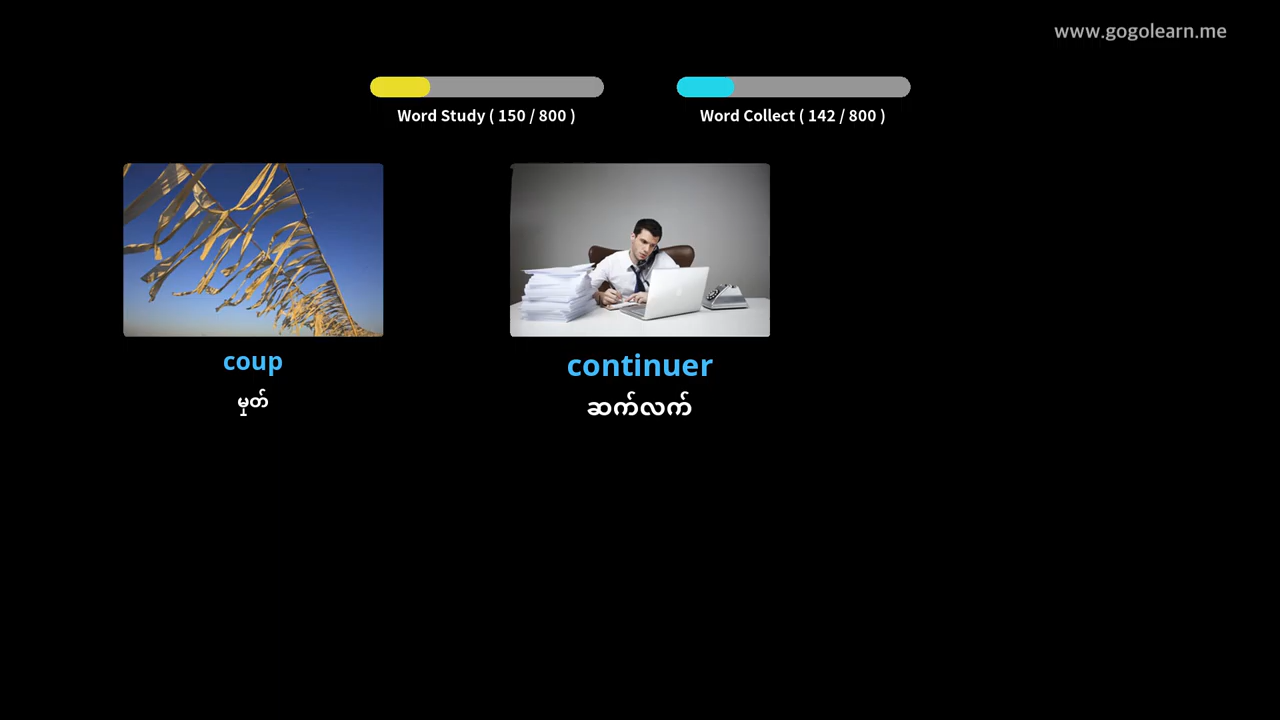 www.gogolearn.me
Word Study ( 150 / 800 )
Word Collect ( 142 / 800 )
coup
မှုတ်
continuer
ဆက်လက်